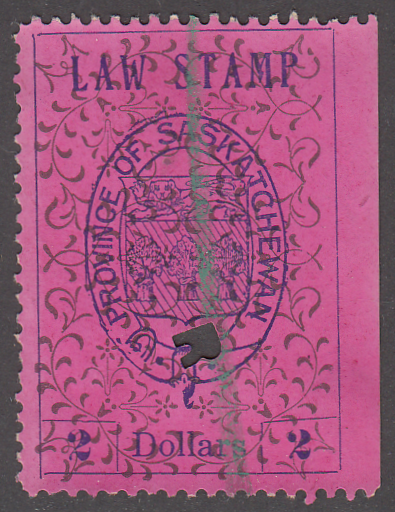 LAW STAMP
PROVINCE OF SASKATCHEWAN
2 Dollars 2